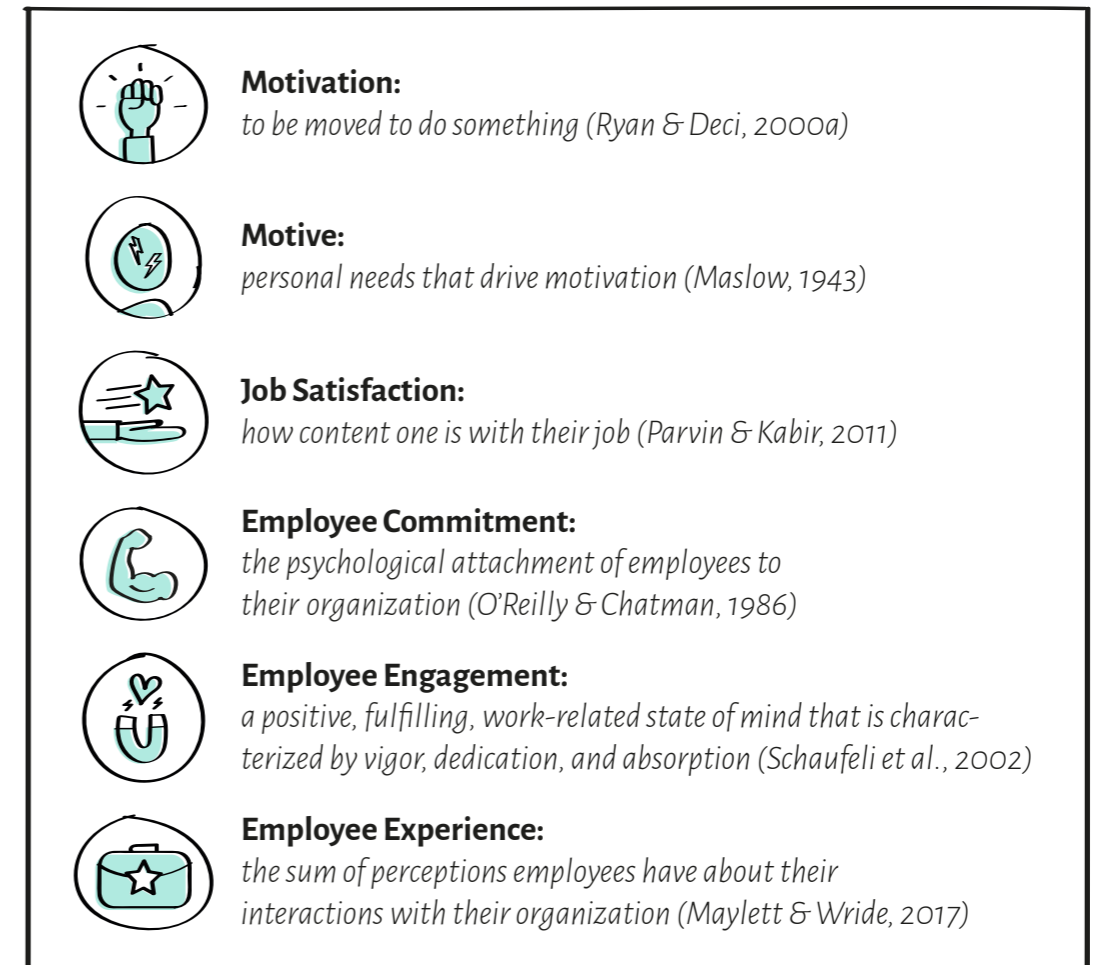 Motivation:
to be moved to do something (Ryan & Deci, 2000a)
Motive:
personal needs that drive motivation (Maslow, 1943)
Job Satisfaction:
how content one is with their job (Parvin & Kabir, 2011)
Employee Commitment:
the psychological attachment of employees to
their organization (O’Reilly & Chatman, 1986)
Employee Engagement:
a positive, fulfilling, work-related state of mind that is charac-
terized by vigor, dedication, and absorption (Schaufeli et al., 2002)
Employee Experience:
the sum of perceptions employees have about their
interactions with their organization (Maylett & Wride, 2017)